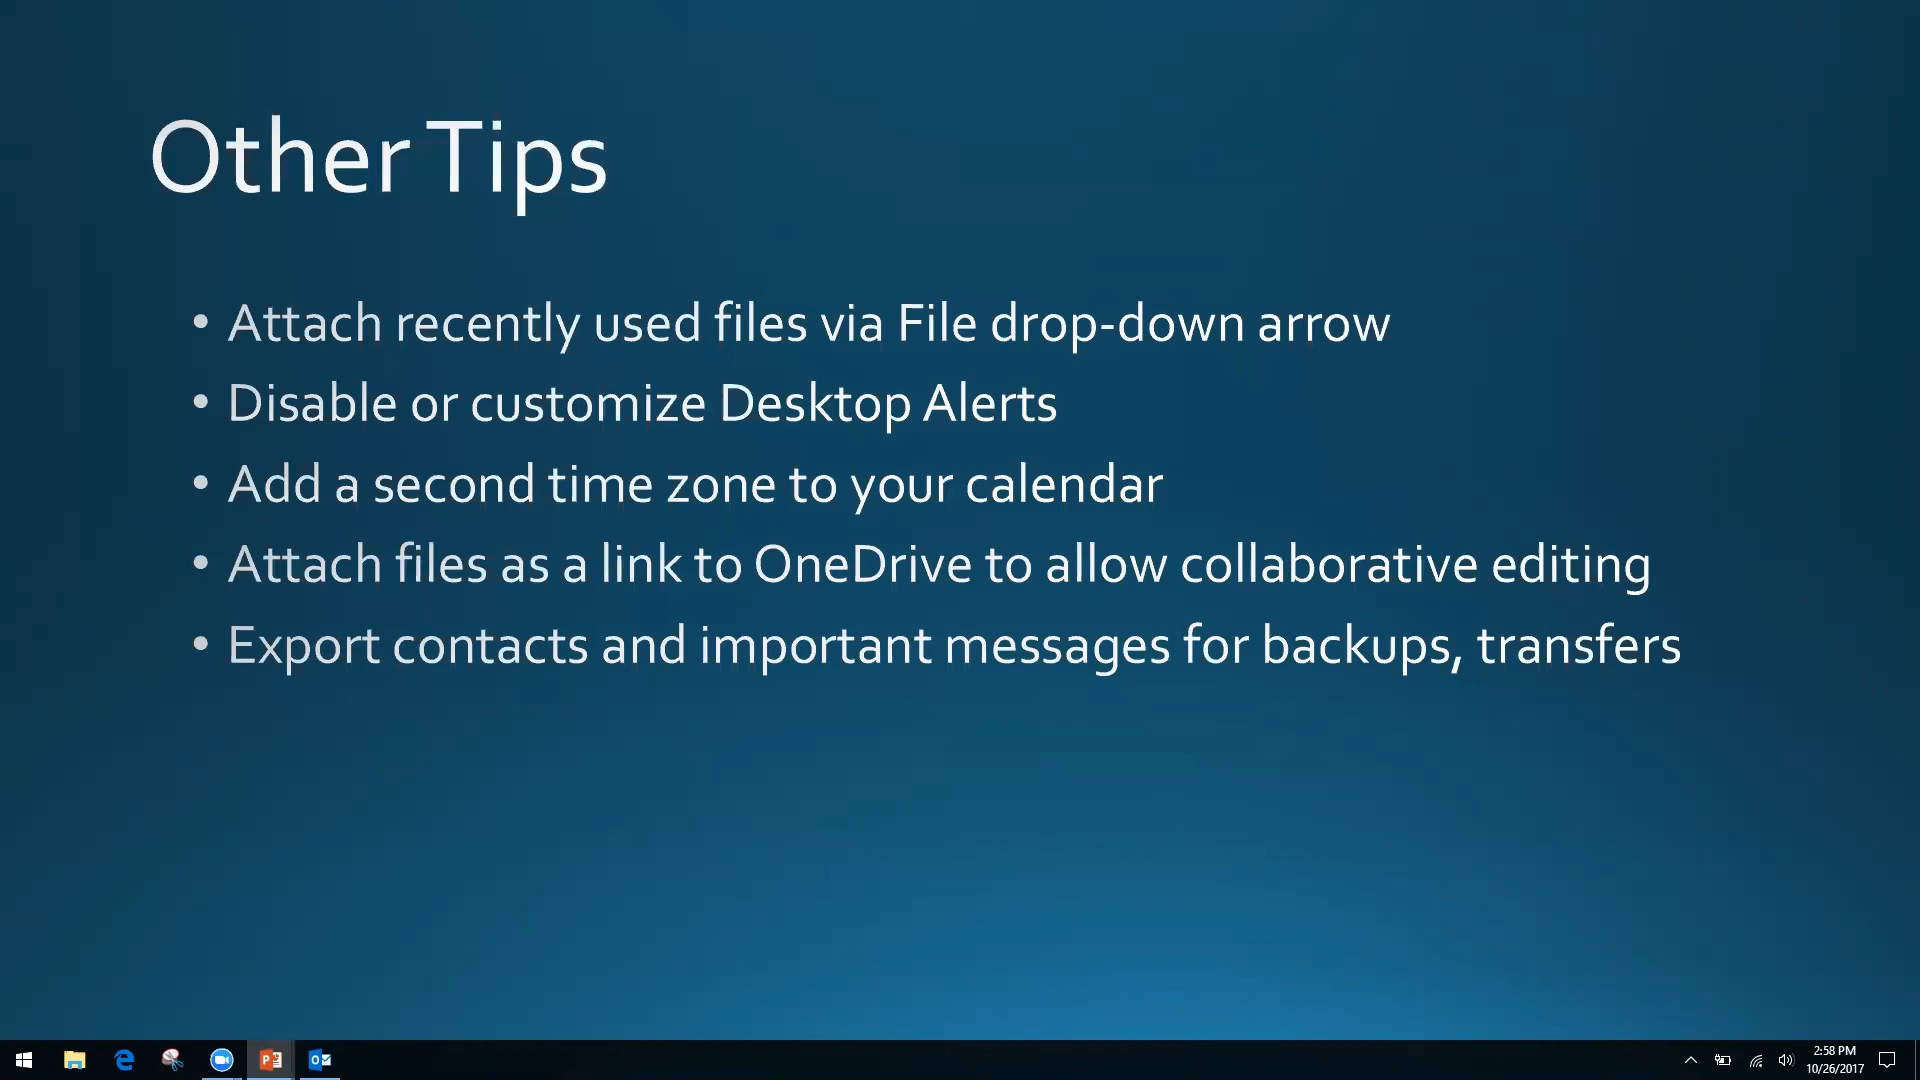 Other Tips
• Attach recently used files via File drop-down arrow
• Disable or customize Desktop Alerts
• Add a second time zone to your calendar
• Attach files as a link to OneDrive to allow collaborative editing
• Export contacts and important messages for backups, transfers
2:58 PM
10/26/2017